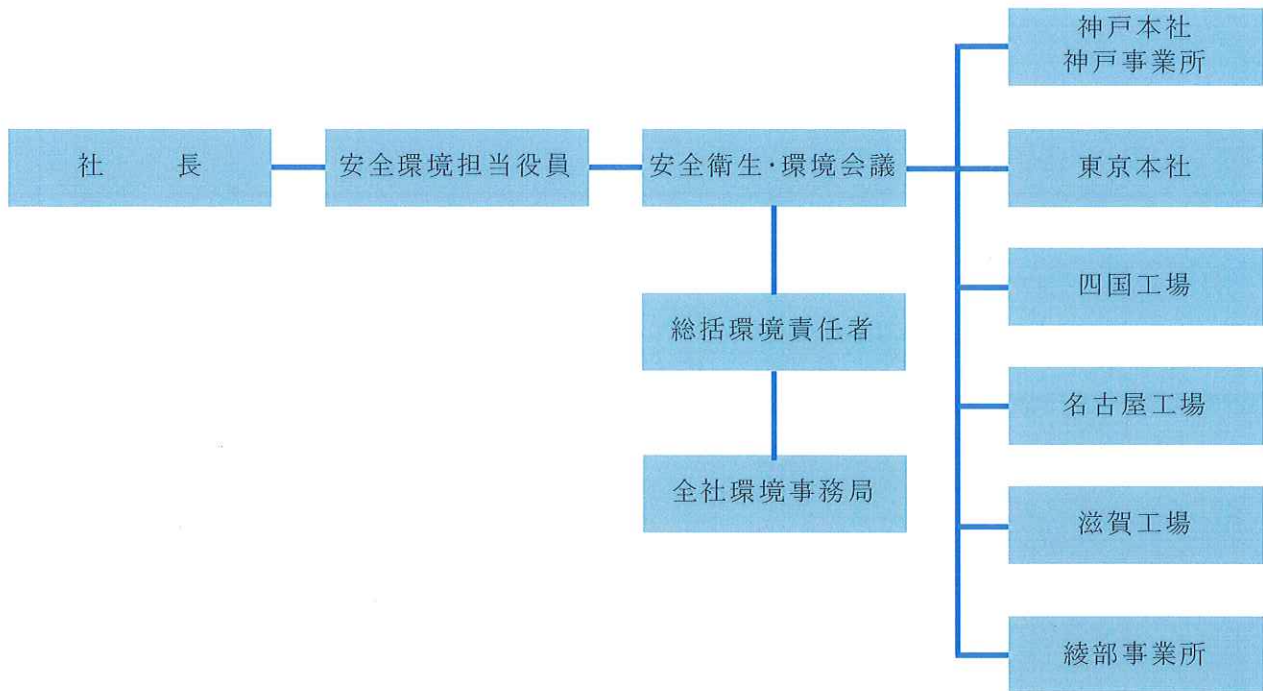 神戸本社
神戸事業所
社　長
安全環境担当役員
安全衛生・環境会議
東京本社
四国工場
総括環境責任者
名古屋工場
全社環境事務局
滋賀工場
綾部事業所